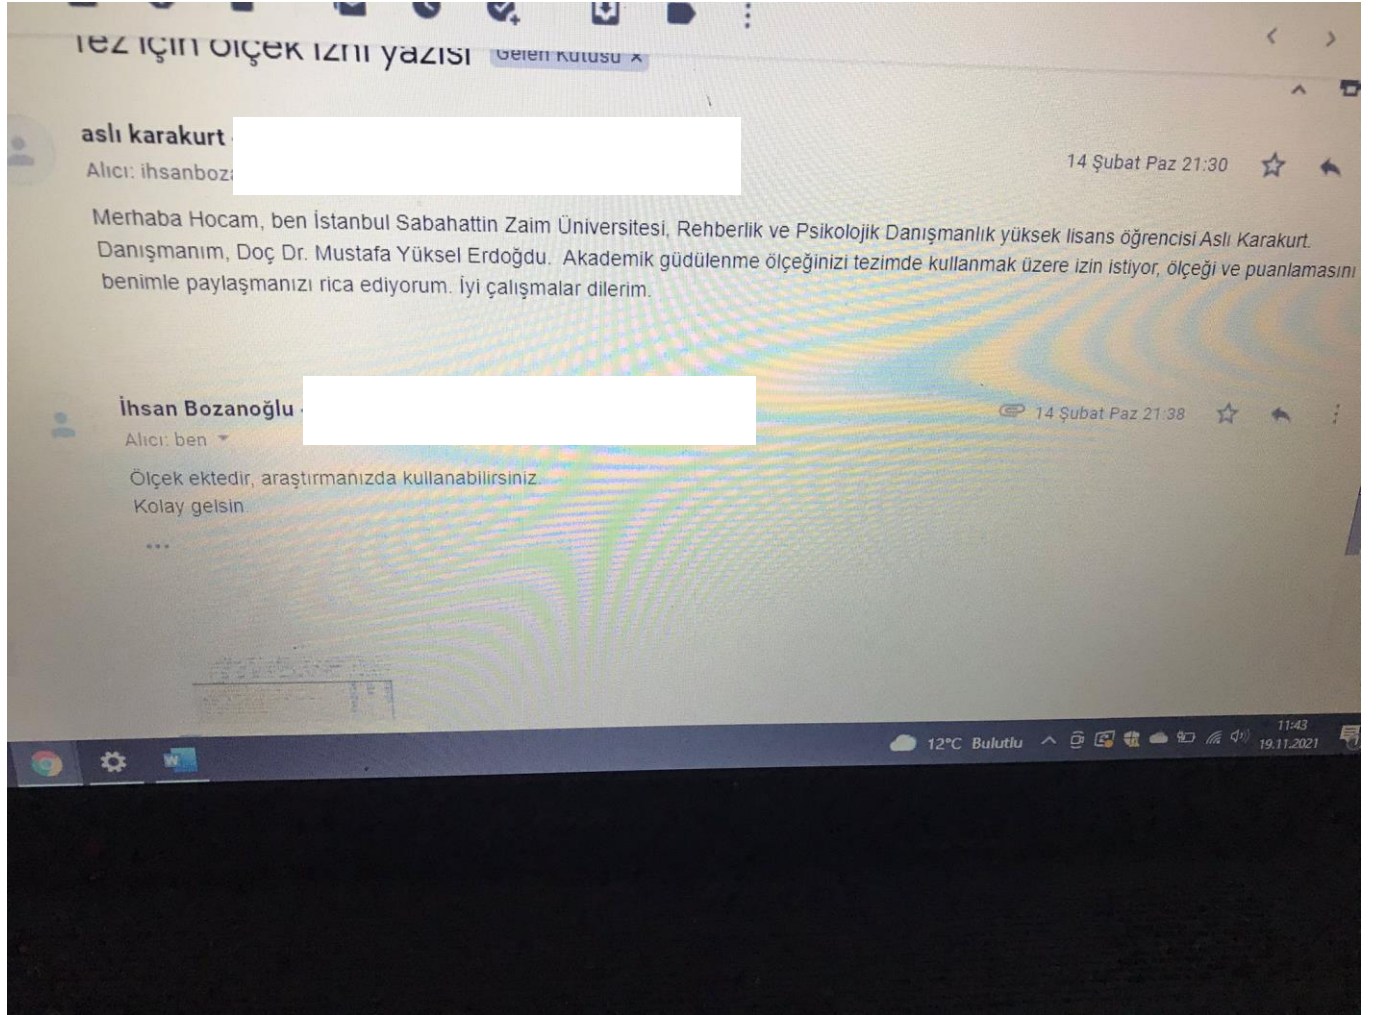 Tez için ölçek izni yazısı Gelen Kutusu ×
aslı karakurt
14 Şubat Paz 21:30
Alıcı: ihsanboz
Merhaba Hocam, ben İstanbul Sabahattin Zaim Üniversitesi, Rehberlik ve Psikolojik Danışmanlık yüksek lisans öğrencisi Aslı Karakurt.
Danışmanım, Doç Dr. Mustafa Yüksel Erdoğdu. Akademik güdülenme ölçeğinizi tezimde kullanmak üzere izin istiyor, ölçeği ve puanlamasını
benimle paylaşmanızı rica ediyorum. İyi çalışmalar dilerim.
İhsan Bozanoğlu
14 Şubat Paz 21:38
Alıcı: ben
Ölçek ektedir, araştırmanızda kullanabilirsiniz.
Kolay gelsin
...
12°C Bulutlu
11:43
19.11.2021